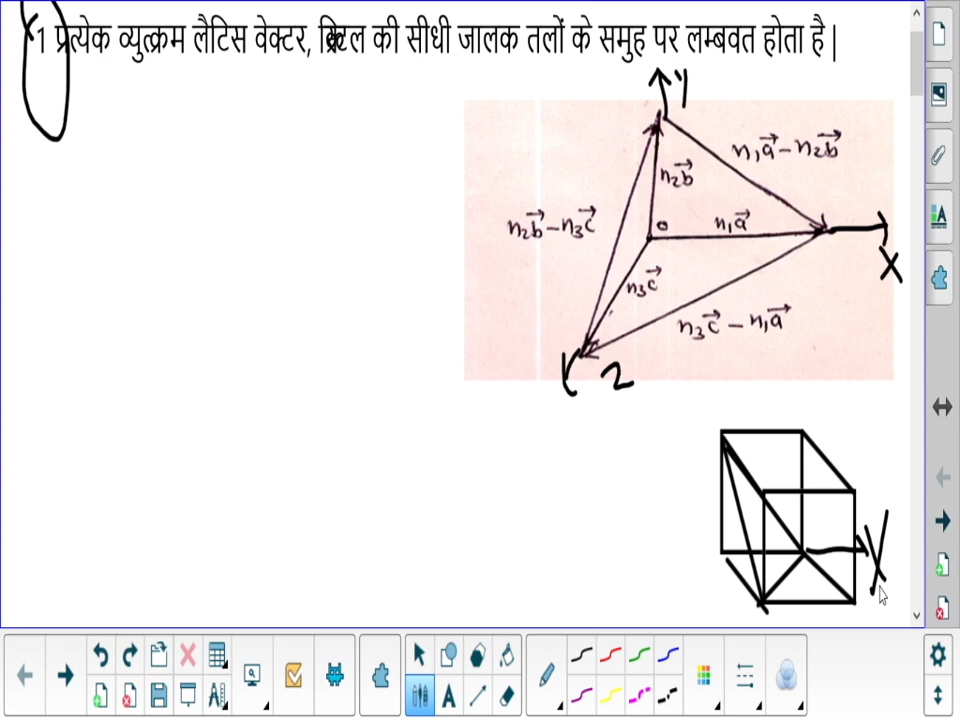 1 प्रत्येक व्युत्क्रम लैटिस वेक्टर, की सीधी जालक तलों के समुह पर लम्बवत होता है |
Y
n₁a⃗ - n₂b⃗
n₂b⃗
n₂b⃗ - n₃c⃗
n₁a⃗
o
X
n₃c⃗
n₃c⃗ - n₁a⃗
Z
Y
A